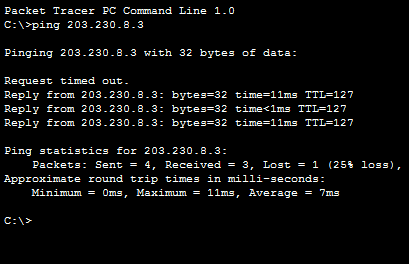 Packet Tracer PC Command Line 1.0
C:\>ping 203.230.8.3
Pinging 203.230.8.3 with 32 bytes of data:
Request timed out.
Reply from 203.230.8.3: bytes=32 time=11ms TTL=127
Reply from 203.230.8.3: bytes=32 time<1ms TTL=127
Reply from 203.230.8.3: bytes=32 time=11ms TTL=127
Ping statistics for 203.230.8.3:
Packets: Sent = 4, Received = 3, Lost = 1 (25% loss),
Approximate round trip times in milli-seconds:
Minimum = 0ms, Maximum = 11ms, Average = 7ms
C:\>